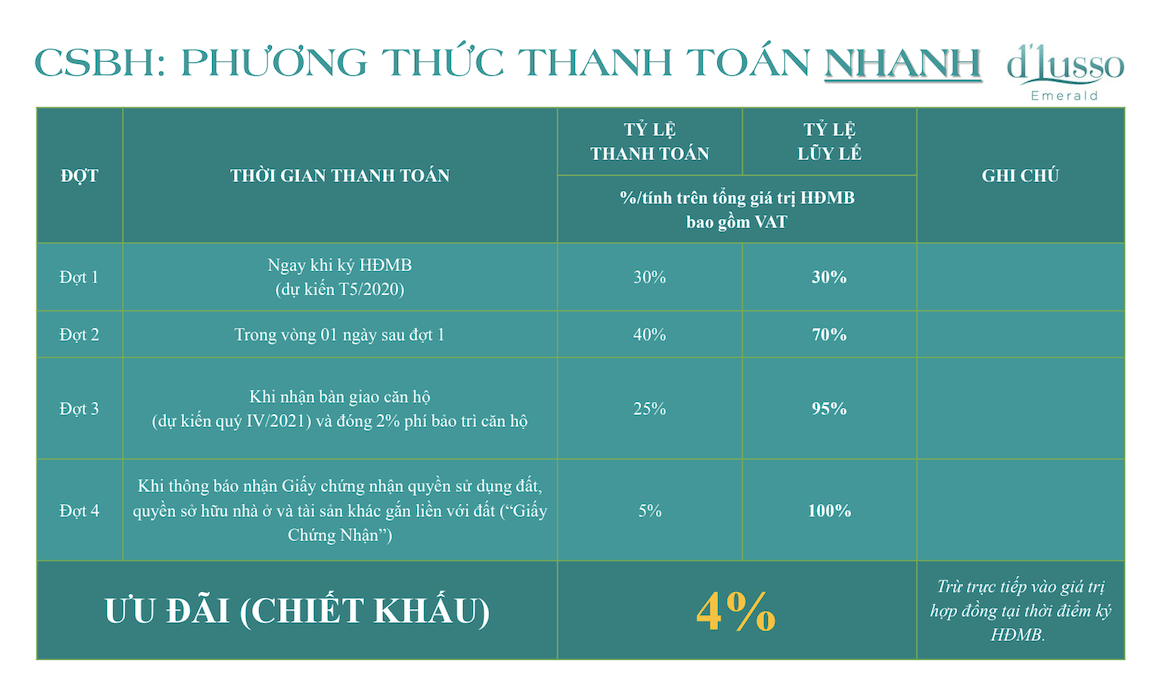 CSBH: PHƯƠNG THỨC THANH TOÁN NHANH
d'Lusso
Emerald
ĐỢT
THỜI GIAN THANH TOÁN
TỶ LỆ
THANH TOÁN
TỶ LỆ
LŨY LẾ
%/tính trên tổng giá trị HĐMB
bao gồm VAT
GHI CHÚ
Đợt 1
Ngay khi ký HĐMB
(dự kiến T5/2020)
30%
30%
Đợt 2
Trong vòng 01 ngày sau đợt 1
40%
70%
Đợt 3
Khi nhận bàn giao căn hộ
(dự kiến quý IV/2021) và đóng 2% phí bảo trì căn hộ
25%
95%
Đợt 4
Khi thông báo nhận Giấy chứng nhận quyền sử dụng đất,
quyền sở hữu nhà ở và tài sản khác gắn liền với đất (“Giấy
Chứng Nhận”)
5%
100%
ƯU ĐÃI (CHIẾT KHẤU)
4%
Trừ trực tiếp vào giá trị
hợp đồng tại thời điểm ký
HĐMB.